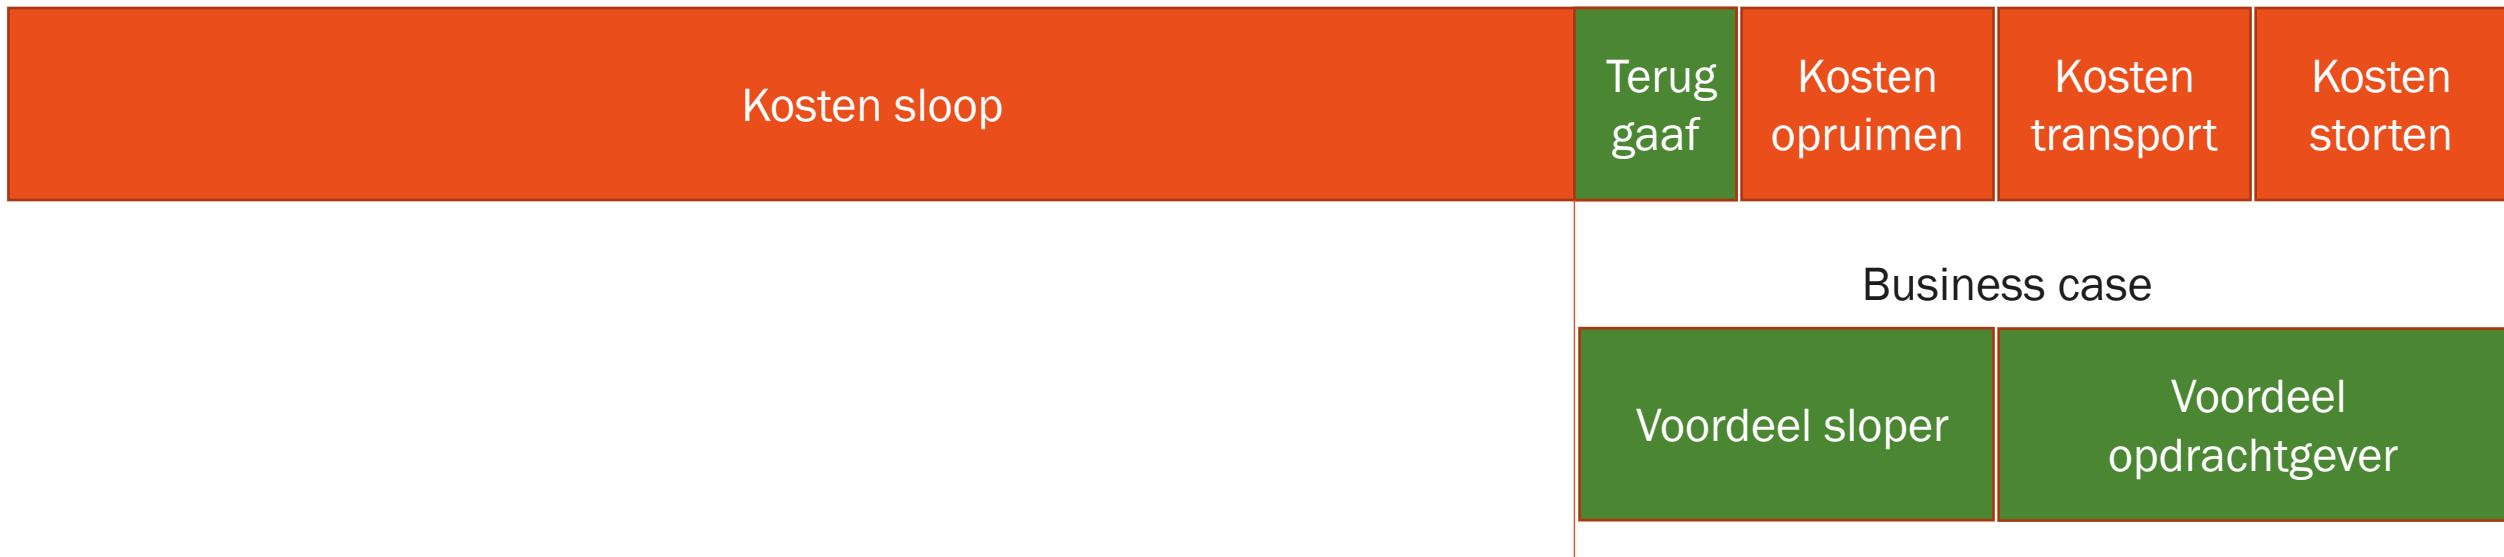 Kosten sloop
Terug
gaaf
Kosten
opruimen
Kosten
transport
Kosten
storten
Business case
Voordeel sloper
Voordeel
opdrachtgever